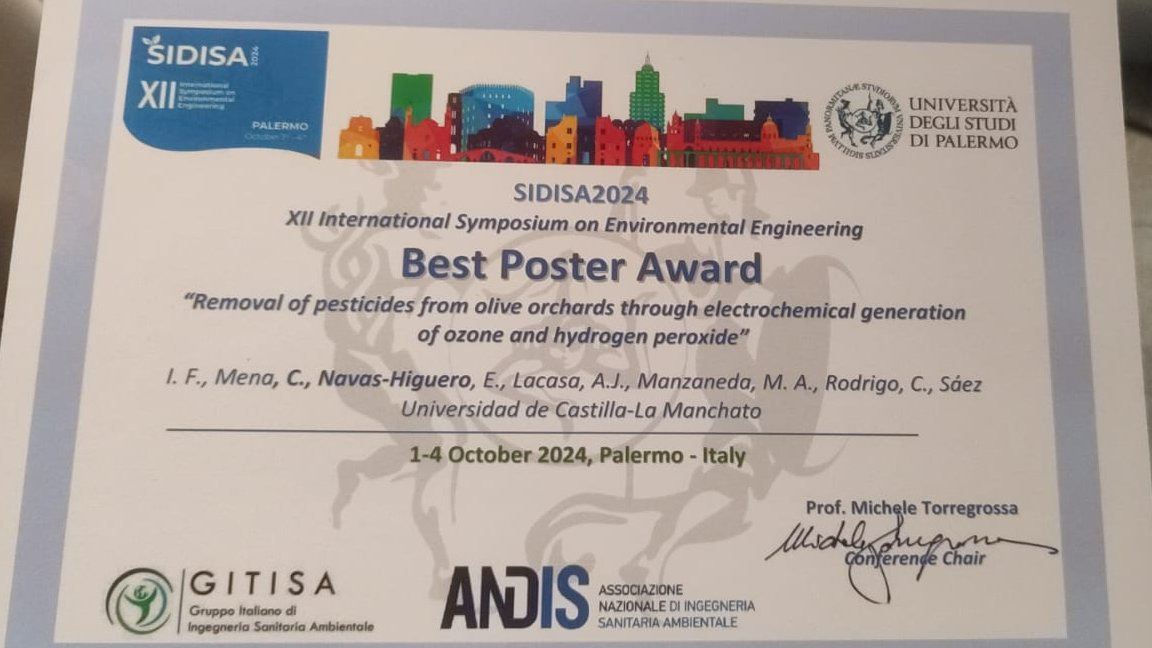 SIDISA 2024
XII International
Symposium on
Environmental
Engineering
PALERMO
October 1st - 4th
UNIVERSITÀ
DEGLI STUDI
DI PALERMO
SIDISA2024
XII International Symposium on Environmental Engineering
Best Poster Award
“Removal of pesticides from olive orchards through electrochemical generation
of ozone and hydrogen peroxide”
I. F., Mena, C., Navas-Higuero, E., Lacasa, A.J., Manzaneda, M. A., Rodrigo, C., Sáez
Universidad de Castilla-La Manchato
1-4 October 2024, Palermo - Italy
Prof. Michele Torregrossa
Conference Chair
GITISA
Gruppo Italiano di
Ingegneria Sanitaria Ambientale
ANDIS
ASSOCIAZIONE
NAZIONALE DI INGEGNERIA
SANITARIA AMBIENTALE